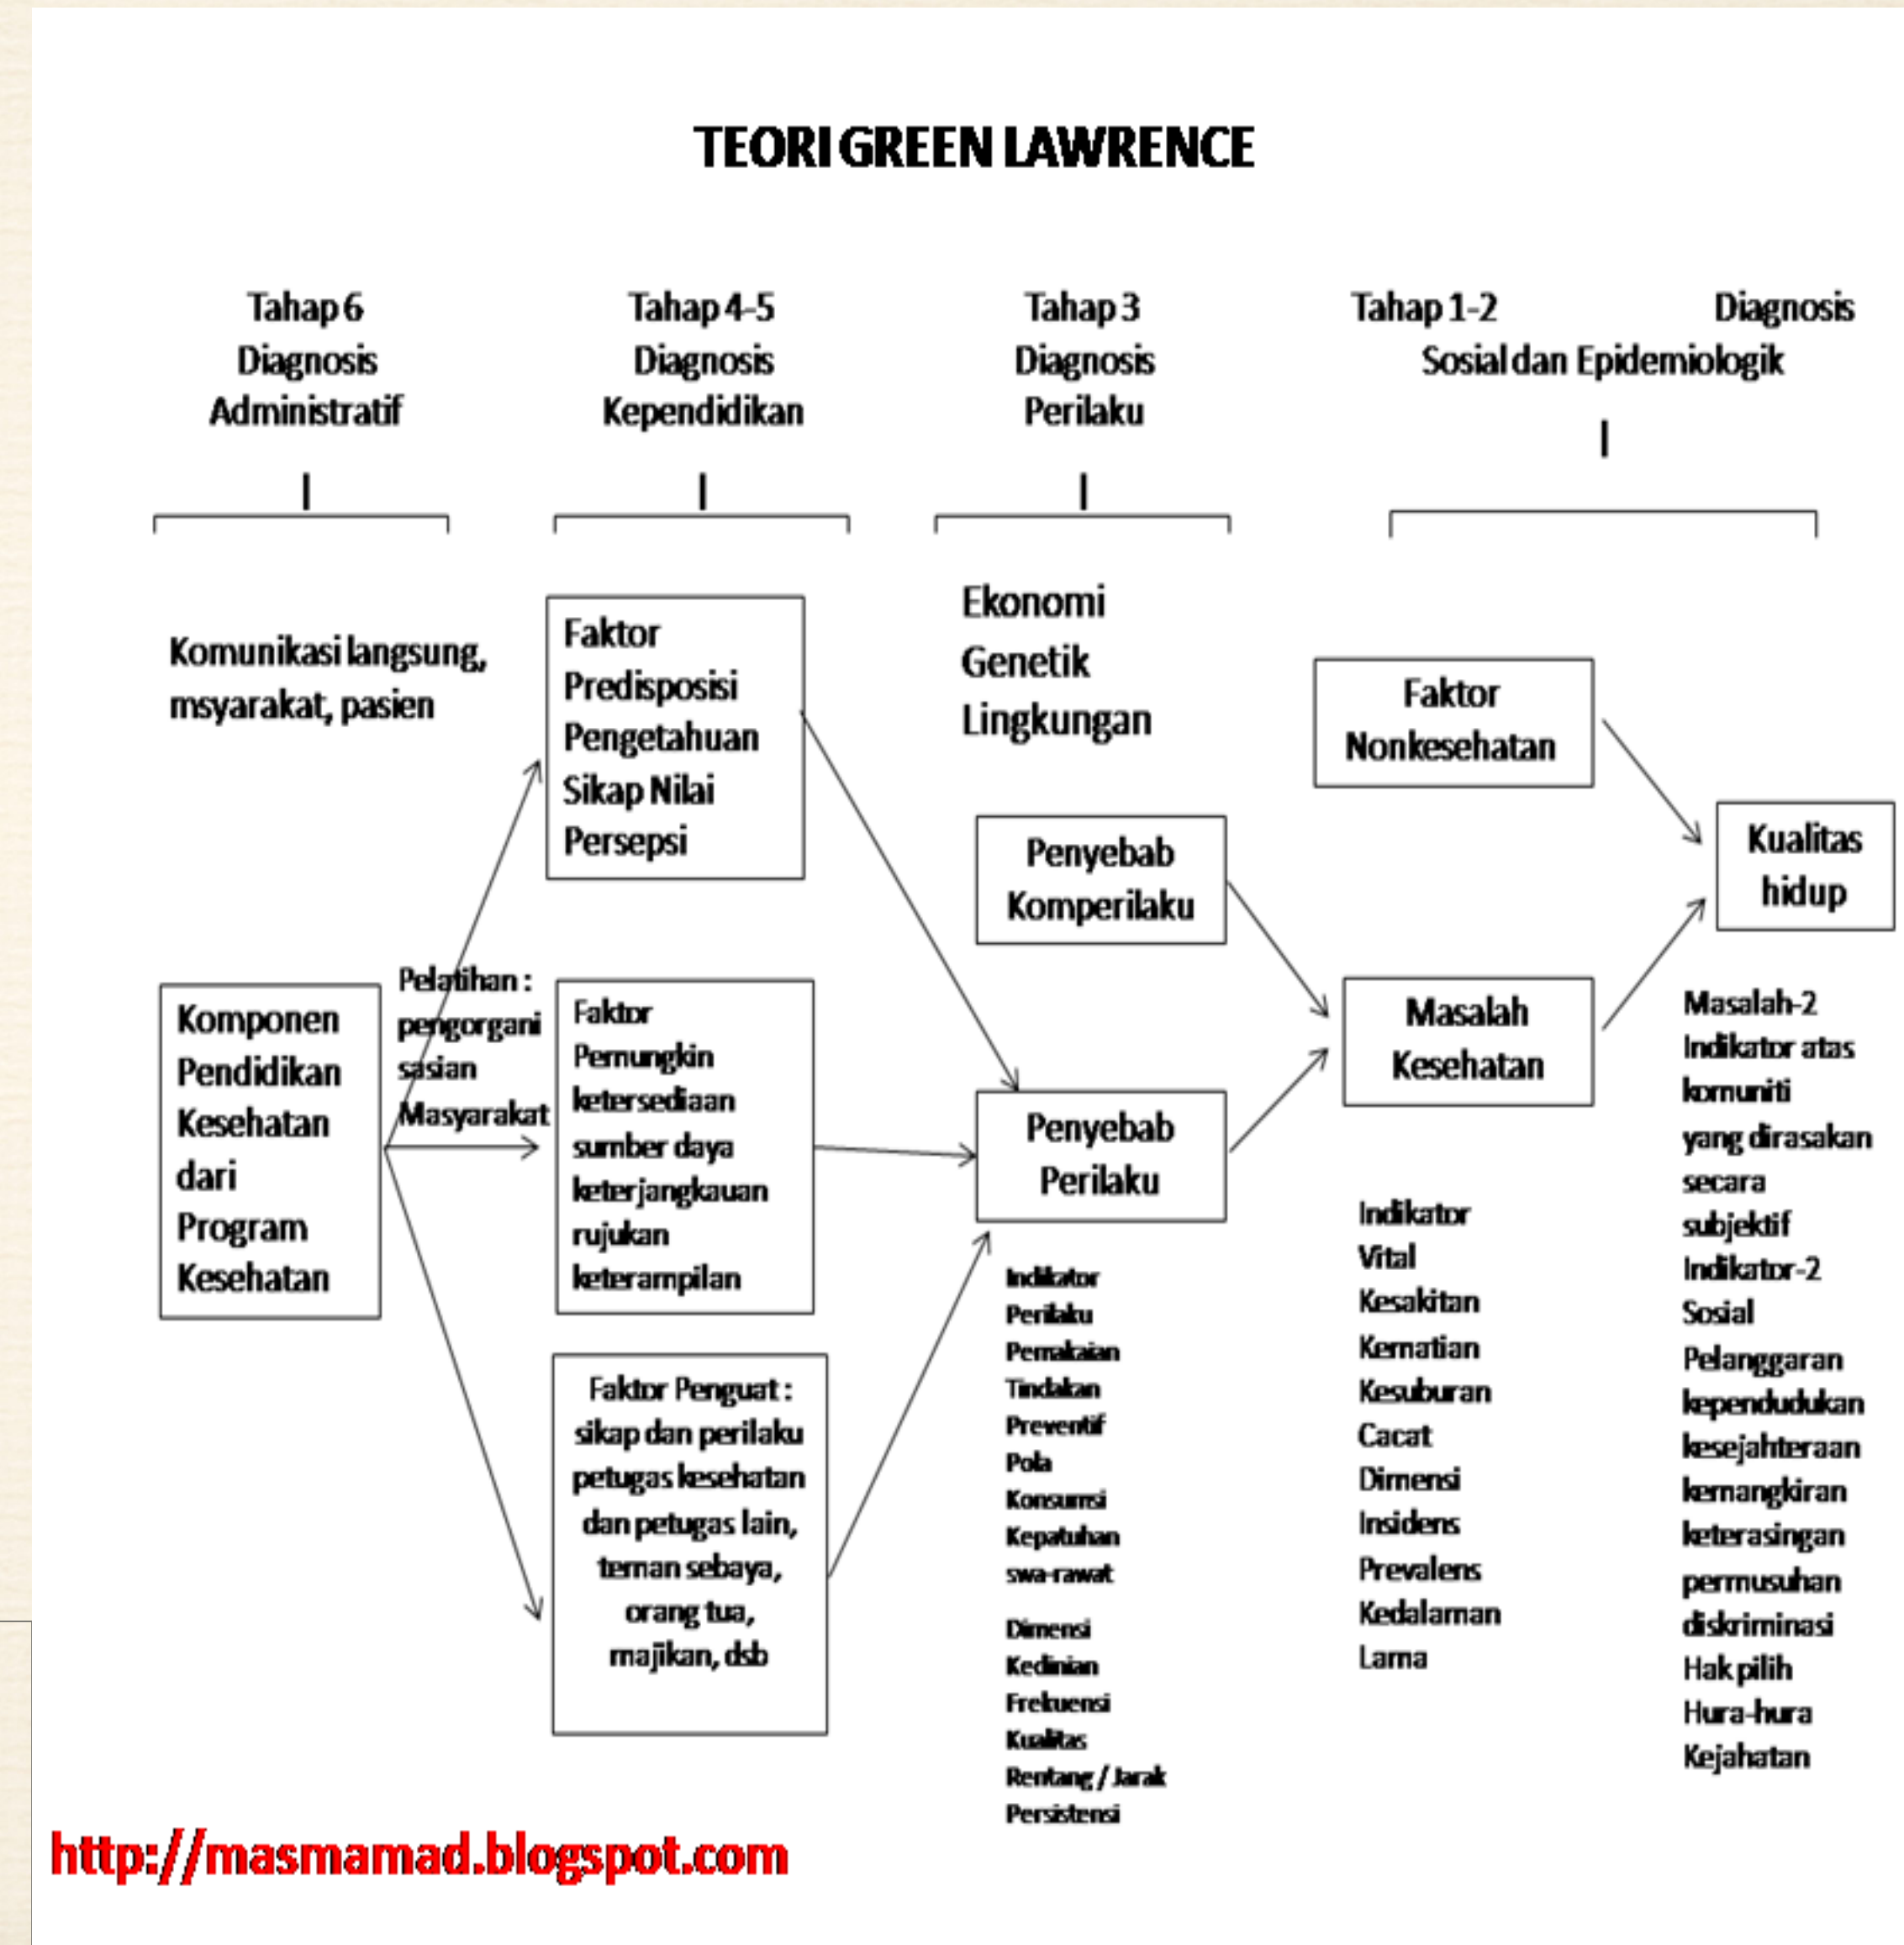 TEORI GREEN LAWRENCE
Tahap 6
Diagnosis
Administratif
Tahap 4-5
Diagnosis
Kependidikan
Tahap 3
Diagnosis
Perilaku
Tahap 1-2 Diagnosis
Sosial dan Epidemiologik
Komunikasi langsung,
msyarakat, pasien
Komponen
Pendidikan
Kesehatan
dari
Program
Kesehatan
Pelatihan :
pengorgani
sasian
Masyarakat
Faktor
Predisposisi
Pengetahuan
Sikap Nilai
Persepsi
Faktor
Pemungkin
ketersediaan
sumber daya
keterjangkauan
rujukan
keterampilan
Faktor Penguat :
sikap dan perilaku
petugas kesehatan
dan petugas lain,
teman sebaya,
orang tua,
majikan, dsb
Ekonomi
Genetik
Lingkungan
Penyebab
Komperilaku
Penyebab
Perilaku
Indikator
Perilaku
Pemakaian
Tindakan
Preventif
Pola
Konsumsi
Kepatuhan
swa-rawat
Dimensi
Kedinian
Frekuensi
Kualitas
Rentang / Jarak
Persistensi
Faktor
Nonkesehatan
Masalah
Kesehatan
Indikator
Vital
Kesakitan
Kematian
Kesuburan
Cacat
Dimensi
Insidens
Prevalens
Kedalaman
Lama
Kualitas
hidup
Masalah-2
Indikator atas
komuniti
yang dirasakan
secara
subjektif
Indikator-2
Sosial
Pelanggaran
kependudukan
kesejahteraan
kemangkiran
keterasingan
permusuhan
diskriminasi
Hak pilih
Hura-hura
Kejahatan
http://masmamad.blogspot.com